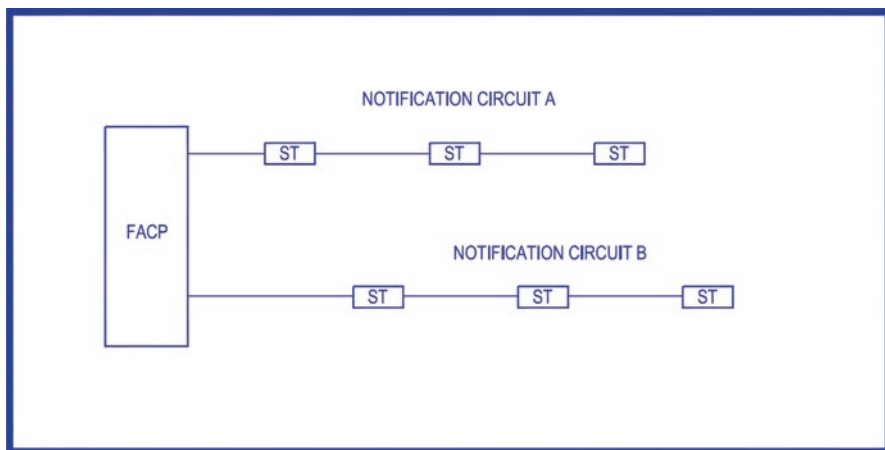 NOTIFICATION CIRCUIT A
ST ST ST
FACP
NOTIFICATION CIRCUIT B
ST ST ST